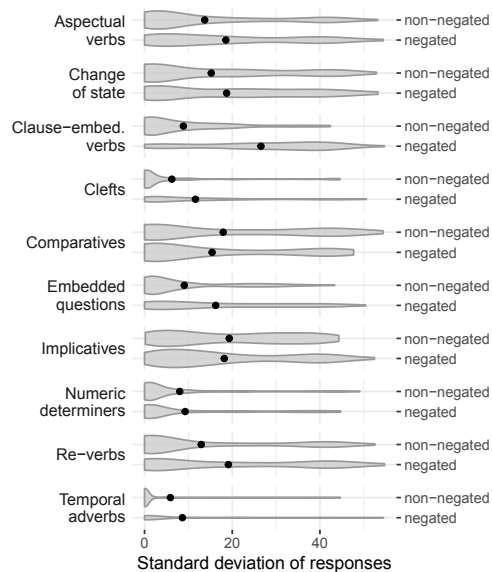 Aspectual
verbs
non−negated
negated
Change
of state
non−negated
negated
Clause−embed.
verbs
non−negated
negated
Clefts
non−negated
negated
Comparatives
non−negated
negated
Embedded
questions
non−negated
negated
Implicatives
non−negated
negated
Numeric
determiners
non−negated
negated
Re−verbs
non−negated
negated
Temporal
adverbs
non−negated
negated
0 20 40
Standard deviation of responses